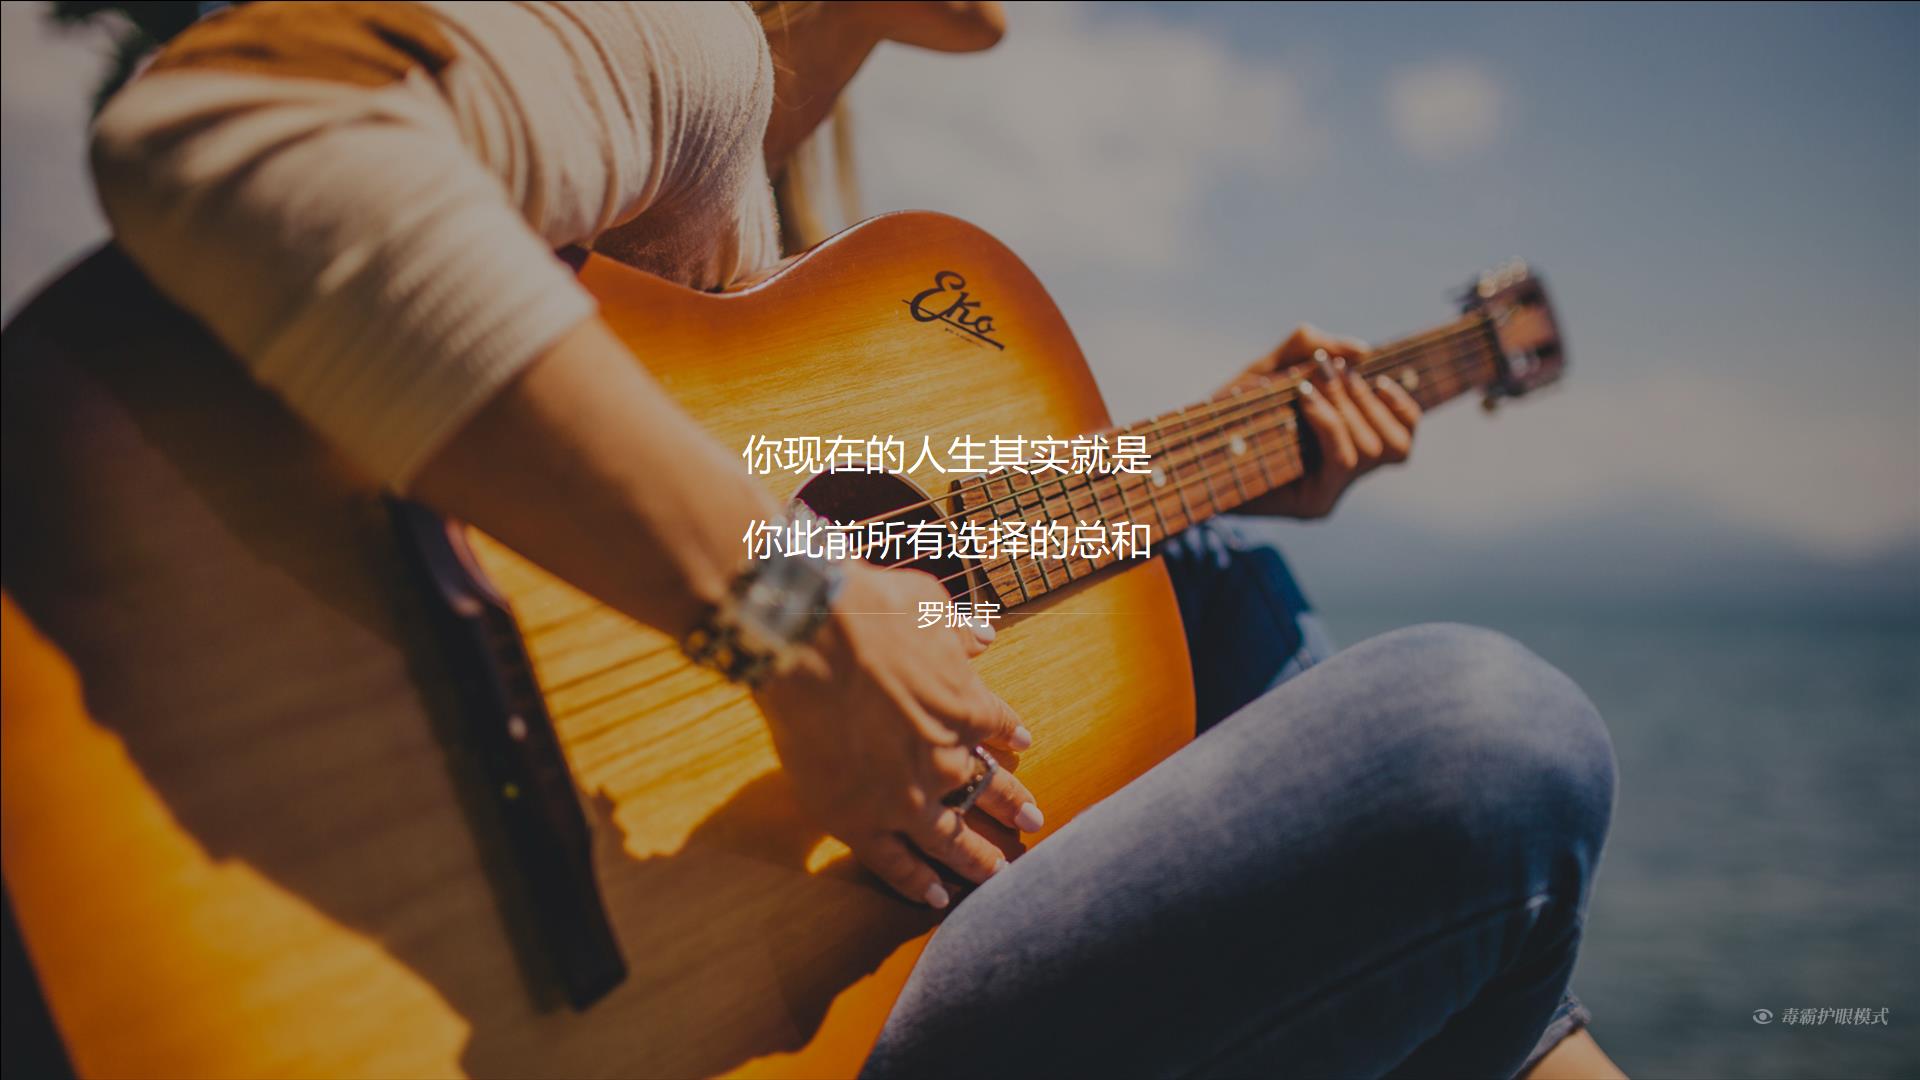 Eko
你现在的人生其实就是
你此前所有选择的总和
罗振宇
毒霸护眼模式